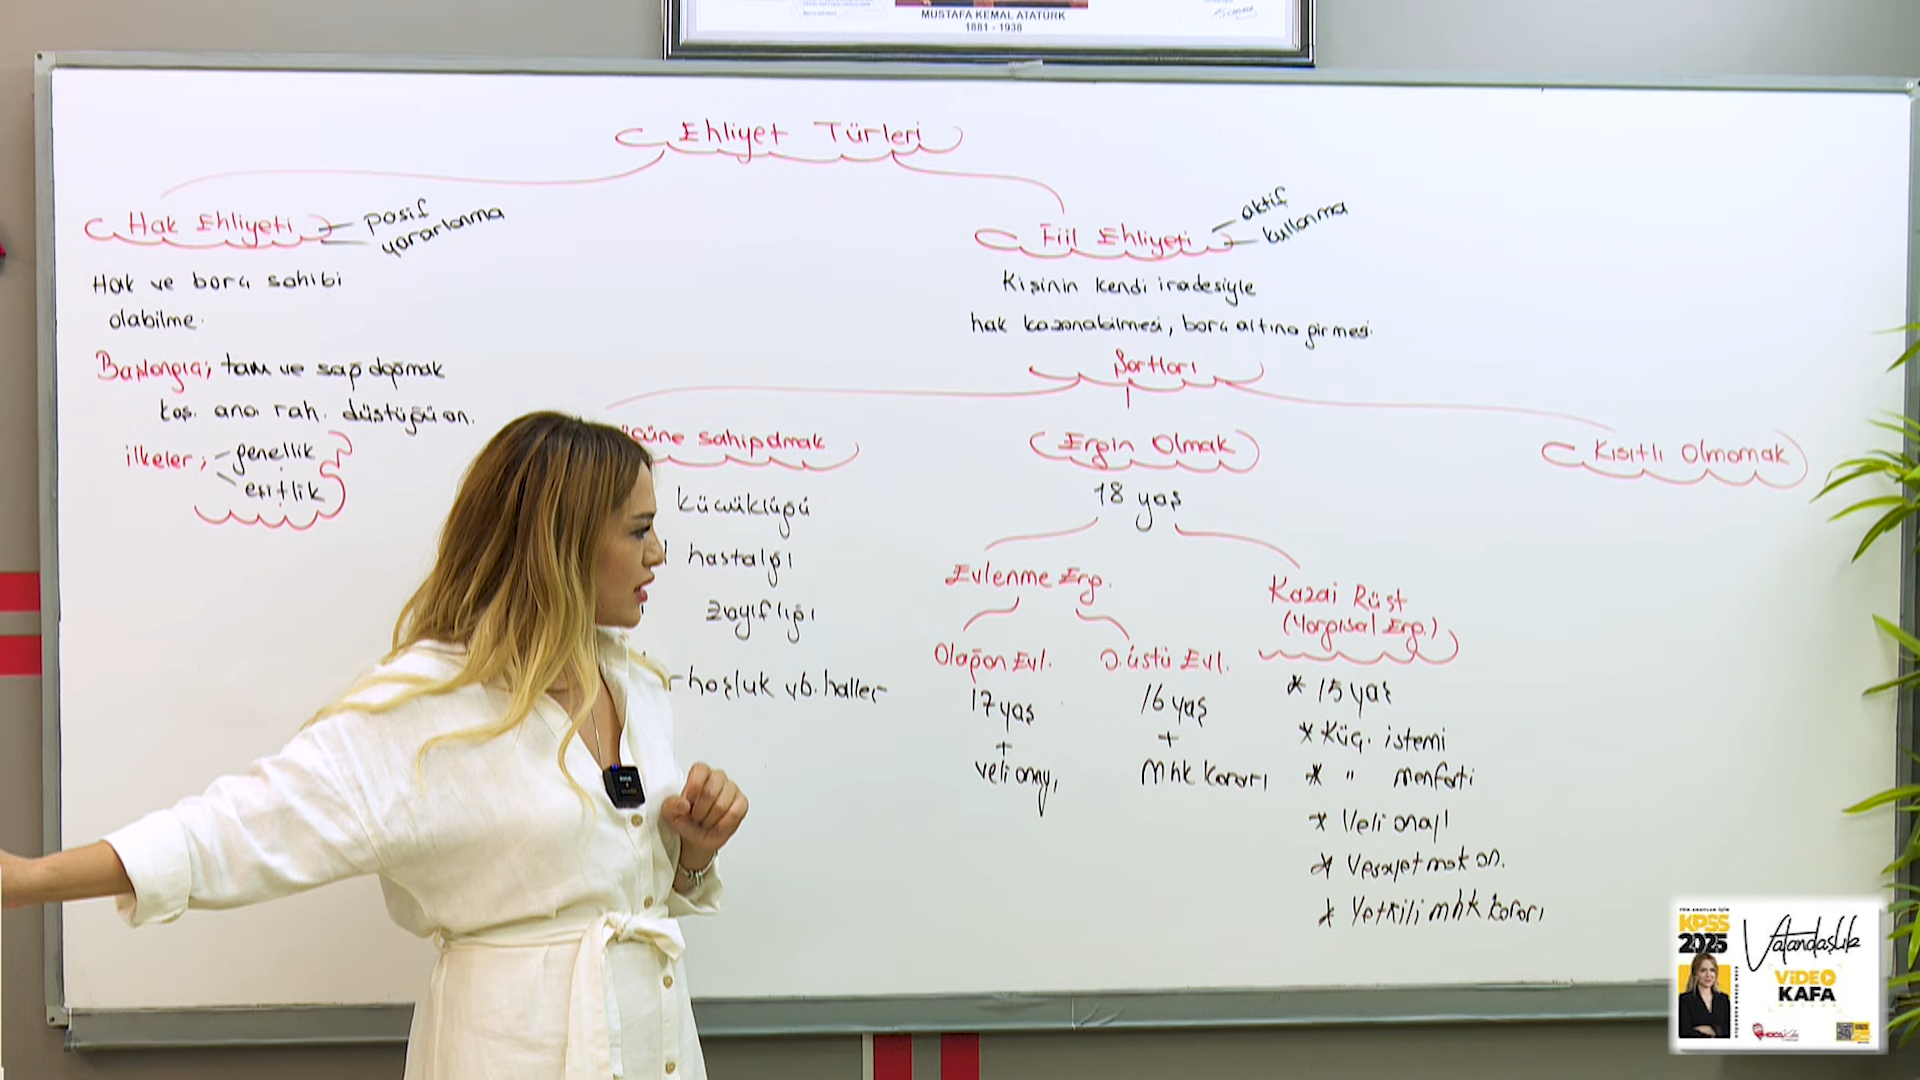 MUSTAFA KEMAL ATATÜRK
1881 - 1938
Ehliyet Türleri
Hak Ehliyeti
pasif
yararlanma
Hak ve borç sahibi
olabilme.
Başlangıç; tam ve sağ doğmak
koş. ana rah. düştüğü an.
ilkeler; genellik
eşitlik
Fiil Ehliyeti
aktif
kullanma
Kişinin kendi iradesiyle
hak kazanabilmesi, borç altına girmesi.
Şartları
sahip olmak
küçüklüğü
hastalığı
zayıflığı
hoşluk vb. haller
Ergin Olmak
18 yaş
Evlenme Erg.
Olağan Evl.
17 yaş
+
veli onayı
O.üstü Evl.
16 yaş
+
Mhk kararı
Kazai Rüşt
(Yargısal Erg.)
* 15 yaş
* Küç. istemi
* " menfaati
* Veli onayı
* Vesayet mak on.
* Yetkili mhk kararı
Kısıtlı Olmamak
KPSS
2025
Vatandaşlık
VİDEO
KAFA